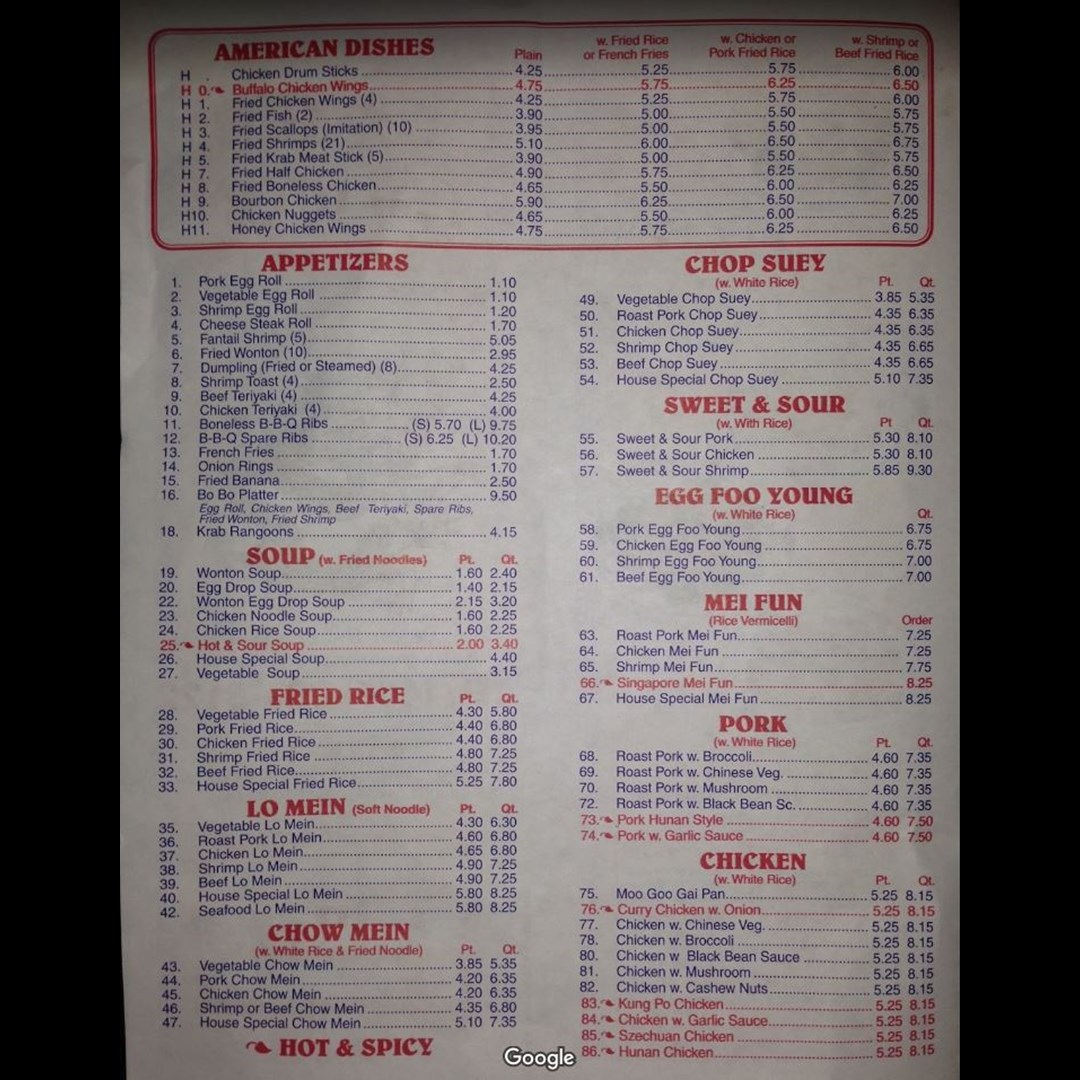 AMERICAN DISHES
Plain w. Fried Rice or French Fries w. Chicken or Pork Fried Rice w. Shrimp or Beef Fried Rice
H . Chicken Drum Sticks 4.25 5.25 5.75 6.00
H 0. Buffalo Chicken Wings 4.75 5.75 6.25 6.50
H 1. Fried Chicken Wings (4) 4.25 5.25 5.75 6.00
H 2. Fried Fish (2) 3.90 5.00 5.50 5.75
H 3. Fried Scallops (Imitation) (10) 3.95 5.00 5.50 5.75
H 4. Fried Shrimps (21) 5.10 6.00 6.50 6.75
H 5. Fried Krab Meat Stick (5) 3.90 5.00 5.50 5.75
H 7. Fried Half Chicken 4.90 5.75 6.25 6.50
H 8. Fried Boneless Chicken 4.65 5.50 6.00 6.25
H 9. Bourbon Chicken 5.90 6.25 6.50 7.00
H10. Chicken Nuggets 4.65 5.50 6.00 6.25
H11. Honey Chicken Wings 4.75 5.75 6.25 6.50
APPETIZERS
1. Pork Egg Roll 1.10
2. Vegetable Egg Roll 1.10
3. Shrimp Egg Roll 1.20
4. Cheese Steak Roll 1.70
5. Fantail Shrimp (5) 5.05
6. Fried Wonton (10) 2.95
7. Dumpling (Fried or Steamed) (8) 4.25
8. Shrimp Toast (4) 2.50
9. Beef Teriyaki (4) 4.25
10. Chicken Teriyaki (4) 4.00
11. Boneless B-B-Q Ribs (S) 5.70 (L) 9.75
12. B-B-Q Spare Ribs (S) 6.25 (L) 10.20
13. French Fries 1.70
14. Onion Rings 1.70
15. Fried Banana 2.50
16. Bo Bo Platter 9.50
Egg Roll, Chicken Wings, Beef Teriyaki, Spare Ribs,
Fried Wonton, Fried Shrimp
18. Krab Rangoons 4.15
SOUP (w. Fried Noodles) Pt. Qt.
19. Wonton Soup 1.60 2.40
20. Egg Drop Soup 1.40 2.15
22. Wonton Egg Drop Soup 2.15 3.20
23. Chicken Noodle Soup 1.60 2.25
24. Chicken Rice Soup 1.60 2.25
25. Hot & Sour Soup 2.00 3.40
26. House Special Soup 4.40
27. Vegetable Soup 3.15
FRIED RICE Pt. Qt.
28. Vegetable Fried Rice 4.30 5.80
29. Pork Fried Rice 4.40 6.80
30. Chicken Fried Rice 4.40 6.80
31. Shrimp Fried Rice 4.80 7.25
32. Beef Fried Rice 4.80 7.25
33. House Special Fried Rice 5.25 7.80
LO MEIN (Soft Noodle) Pt. Qt.
35. Vegetable Lo Mein 4.30 6.30
36. Roast Pork Lo Mein 4.60 6.80
37. Chicken Lo Mein 4.65 6.80
38. Shrimp Lo Mein 4.90 7.25
39. Beef Lo Mein 4.90 7.25
40. House Special Lo Mein 5.80 8.25
42. Seafood Lo Mein 5.80 8.25
CHOW MEIN
(w. White Rice & Fried Noodle) Pt. Qt.
43. Vegetable Chow Mein 3.85 5.35
44. Pork Chow Mein 4.20 6.35
45. Chicken Chow Mein 4.20 6.35
46. Shrimp or Beef Chow Mein 4.35 6.80
47. House Special Chow Mein 5.10 7.35
HOT & SPICY
CHOP SUEY
(w. White Rice) Pt. Qt.
49. Vegetable Chop Suey 3.85 5.35
50. Roast Pork Chop Suey 4.35 6.35
51. Chicken Chop Suey 4.35 6.35
52. Shrimp Chop Suey 4.35 6.65
53. Beef Chop Suey 4.35 6.65
54. House Special Chop Suey 5.10 7.35
SWEET & SOUR
(w. With Rice) Pt Qt.
55. Sweet & Sour Pork 5.30 8.10
56. Sweet & Sour Chicken 5.30 8.10
57. Sweet & Sour Shrimp 5.85 9.30
EGG FOO YOUNG
(w. White Rice) Qt.
58. Pork Egg Foo Young 6.75
59. Chicken Egg Foo Young 6.75
60. Shrimp Egg Foo Young 7.00
61. Beef Egg Foo Young 7.00
MEI FUN
(Rice Vermicelli) Order
63. Roast Pork Mei Fun 7.25
64. Chicken Mei Fun 7.25
65. Shrimp Mei Fun 7.75
66. Singapore Mei Fun 8.25
67. House Special Mei Fun 8.25
PORK
(w. White Rice) Pt. Qt.
68. Roast Pork w. Broccoli 4.60 7.35
69. Roast Pork w. Chinese Veg. 4.60 7.35
70. Roast Pork w. Mushroom 4.60 7.35
72. Roast Pork w. Black Bean Sc. 4.60 7.35
73. Pork Hunan Style 4.60 7.50
74. Pork w. Garlic Sauce 4.60 7.50
CHICKEN
(w. White Rice) Pt. Qt.
75. Moo Goo Gai Pan 5.25 8.15
76. Curry Chicken w. Onion 5.25 8.15
77. Chicken w. Chinese Veg. 5.25 8.15
78. Chicken w. Broccoli 5.25 8.15
80. Chicken w Black Bean Sauce 5.25 8.15
81. Chicken w. Mushroom 5.25 8.15
82. Chicken w. Cashew Nuts 5.25 8.15
83. Kung Po Chicken 5.25 8.15
84. Chicken w. Garlic Sauce 5.25 8.15
85. Szechuan Chicken 5.25 8.15
86. Hunan Chicken 5.25 8.15
Google